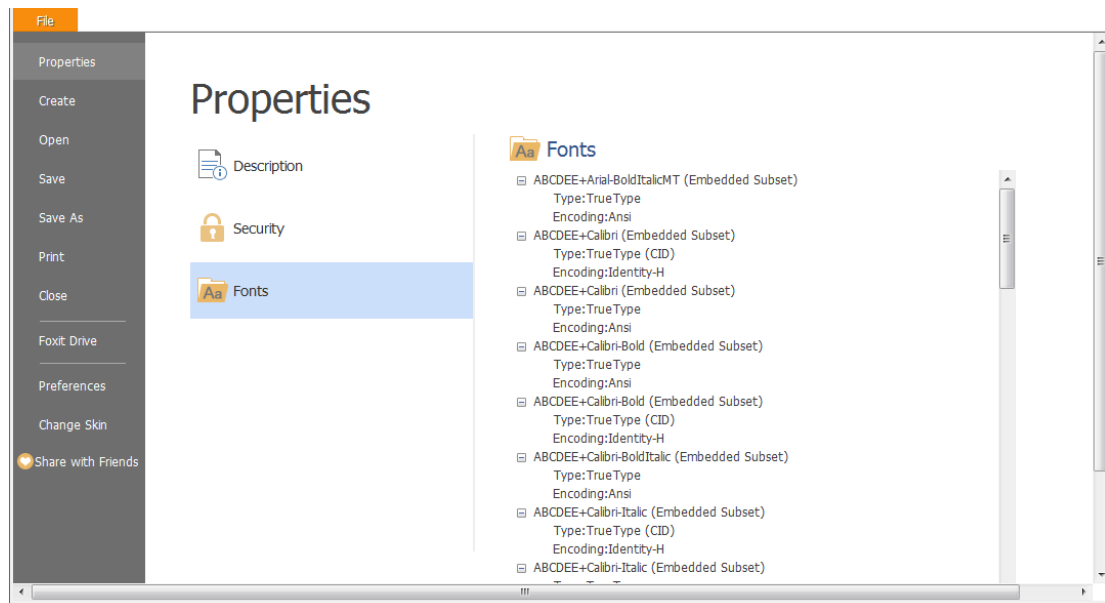 File
Properties
Create
Open
Save
Save As
Print
Close
Foxit Drive
Preferences
Change Skin
Share with Friends
Properties
Description
Security
Aa Fonts
Aa Fonts
ABCDEE+Arial-BoldItalicMT (Embedded Subset)
Type:TrueType
Encoding:Ansi
ABCDEE+Calibri (Embedded Subset)
Type:TrueType (CID)
Encoding:Identity-H
ABCDEE+Calibri (Embedded Subset)
Type:TrueType
Encoding:Ansi
ABCDEE+Calibri-Bold (Embedded Subset)
Type:TrueType
Encoding:Ansi
ABCDEE+Calibri-Bold (Embedded Subset)
Type:TrueType (CID)
Encoding:Identity-H
ABCDEE+Calibri-BoldItalic (Embedded Subset)
Type:TrueType
Encoding:Ansi
ABCDEE+Calibri-Italic (Embedded Subset)
Type:TrueType (CID)
Encoding:Identity-H
ABCDEE+Calibri-Italic (Embedded Subset)